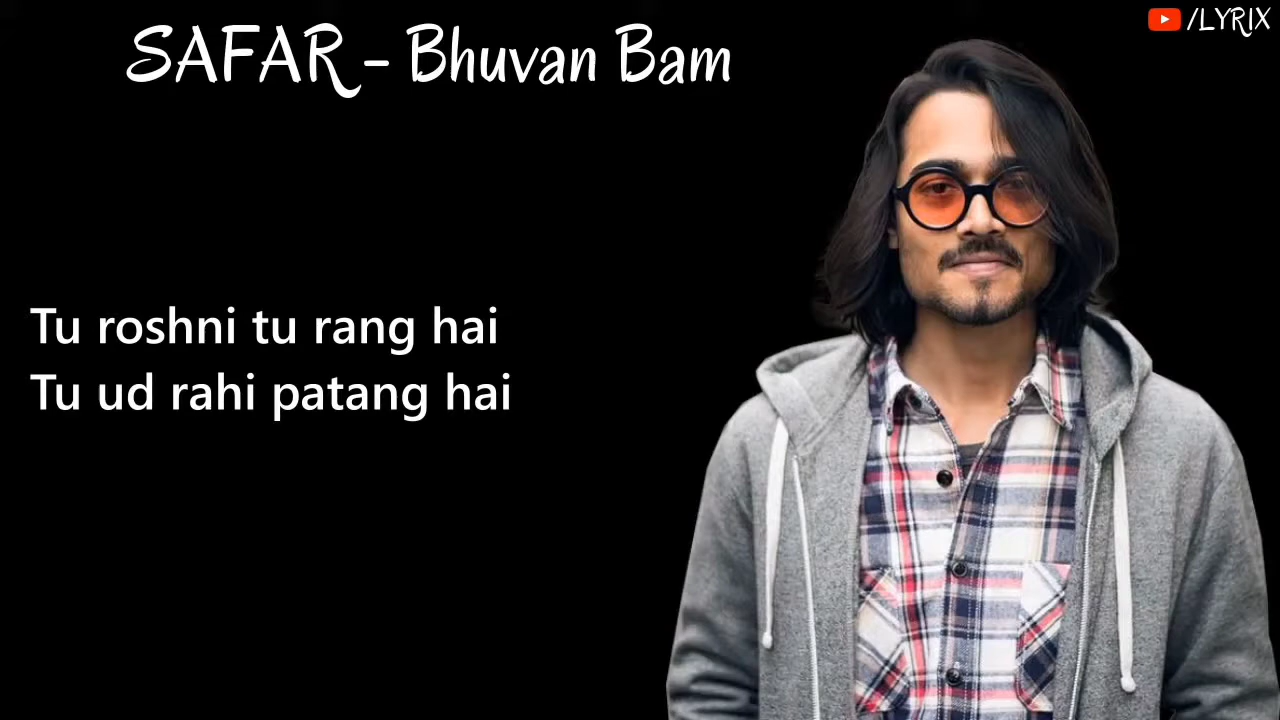 SAFAR - Bhuvan Bam
/LYRIX
Tu roshni tu rang hai
Tu ud rahi patang hai